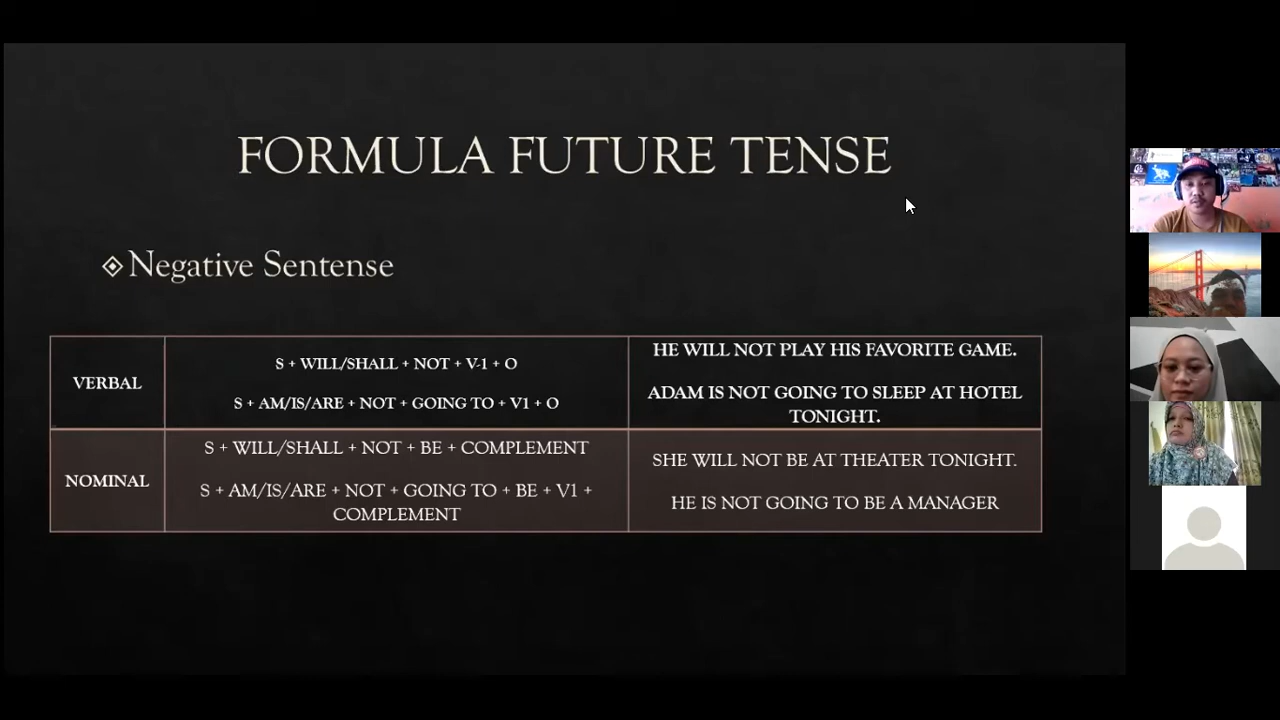 FORMULA FUTURE TENSE
Negative Sentense
VERBAL
S + WILL/SHALL + NOT + V-1 + O
S + AM/IS/ARE + NOT + GOING TO + V1 + O
HE WILL NOT PLAY HIS FAVORITE GAME.
ADAM IS NOT GOING TO SLEEP AT HOTEL
TONIGHT.
NOMINAL
S + WILL/SHALL + NOT + BE + COMPLEMENT
S + AM/IS/ARE + NOT + GOING TO + BE + V1 +
COMPLEMENT
SHE WILL NOT BE AT THEATER TONIGHT.
HE IS NOT GOING TO BE A MANAGER